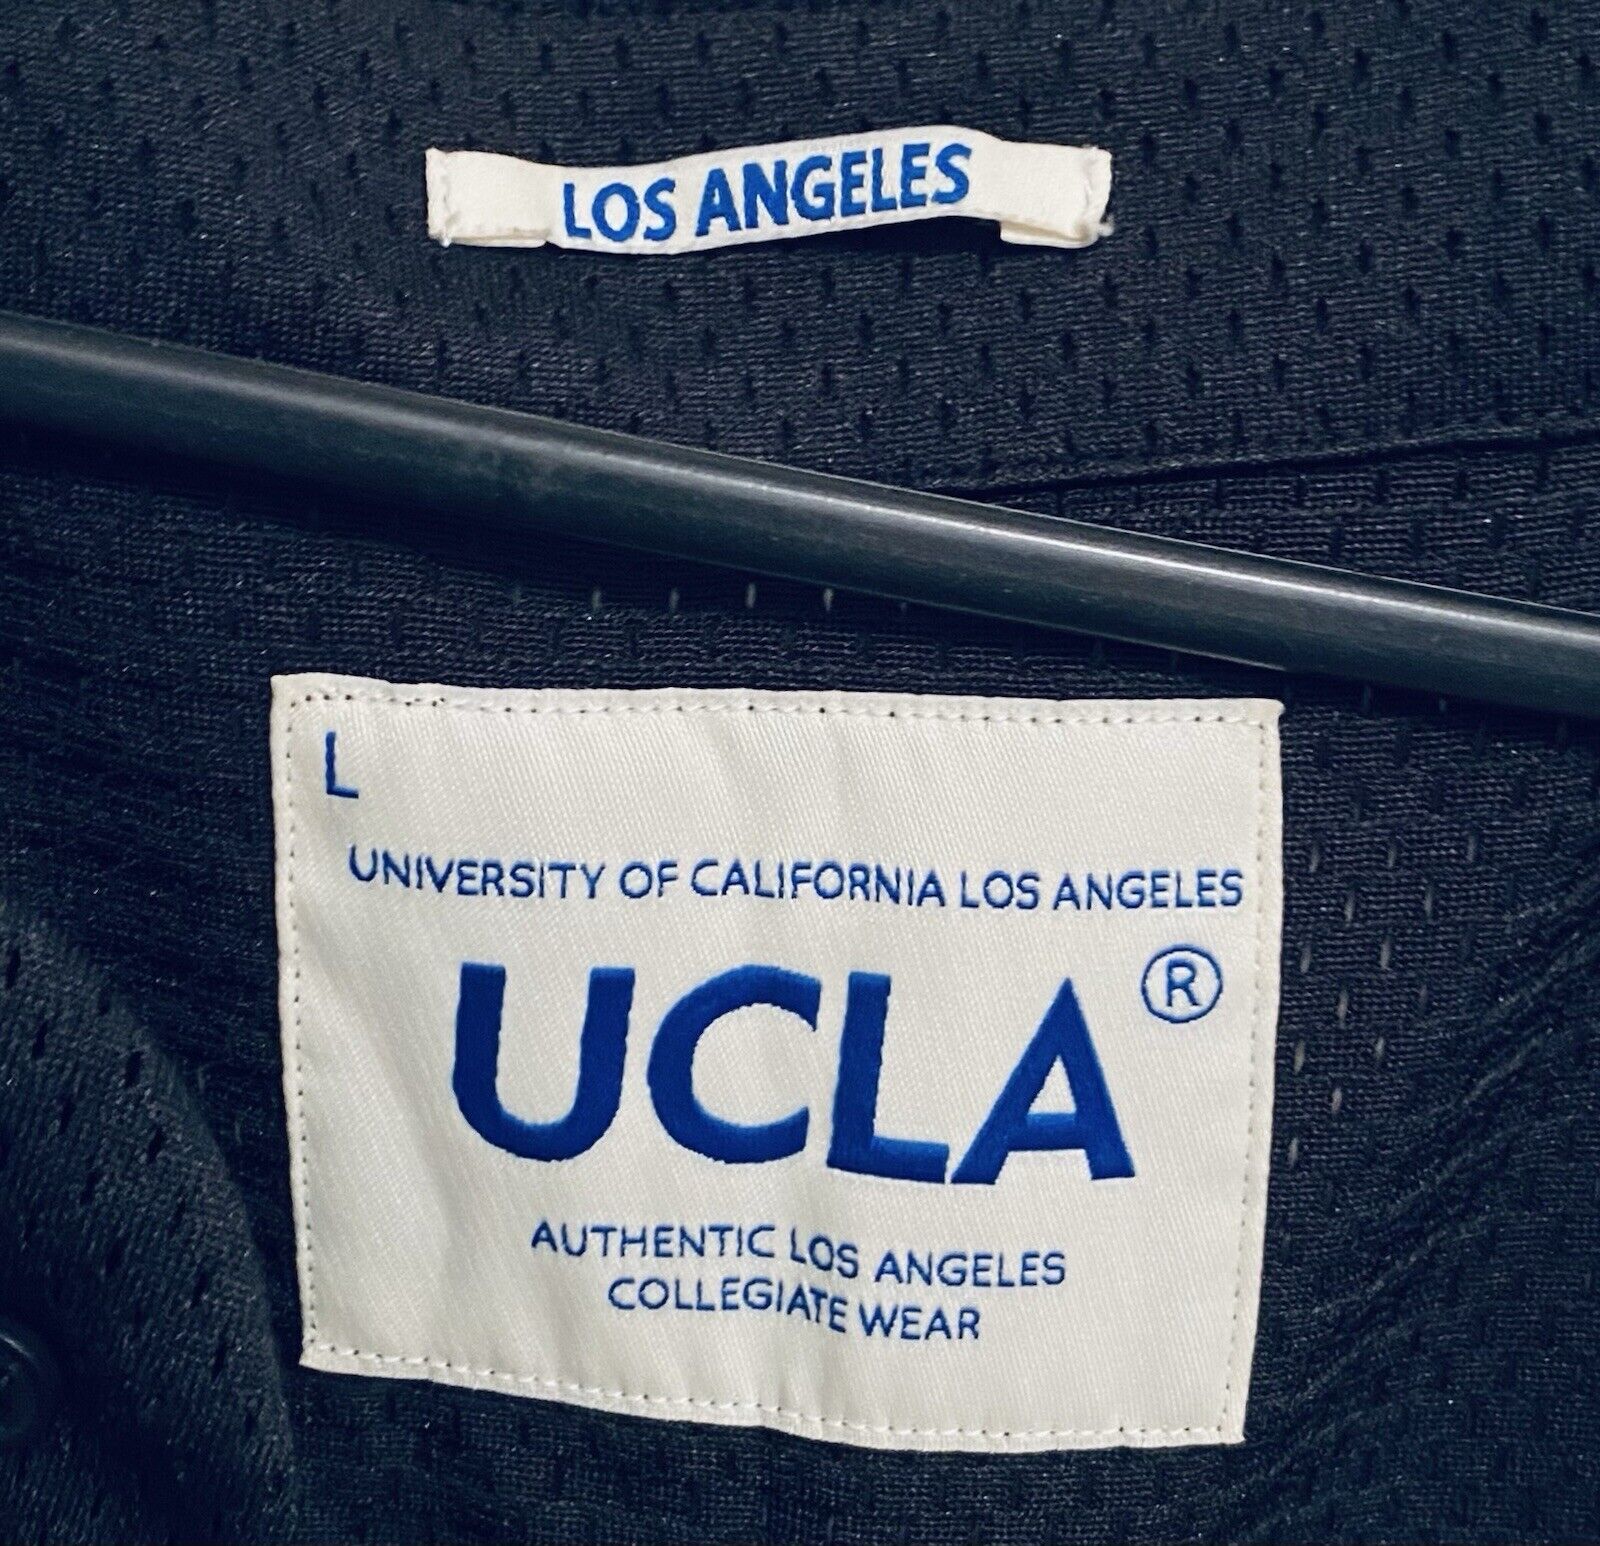 LOS ANGELES
L
UNIVERSITY OF CALIFORNIA LOS ANGELES
UCLA®
AUTHENTIC LOS ANGELES
COLLEGIATE WEAR